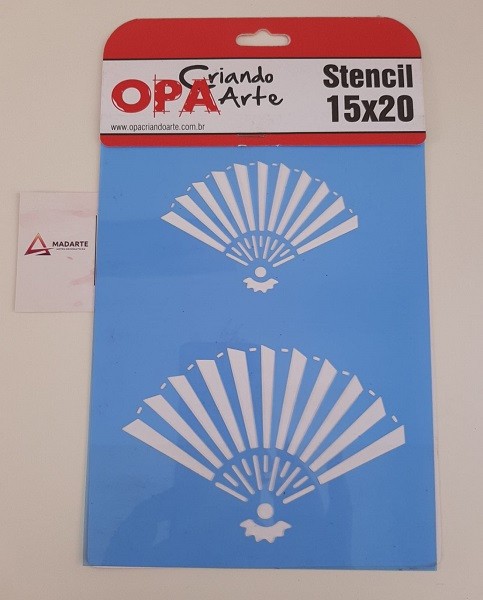 Criando
OPA Arte
www.opacriandoarte.com.br
Stencil
15x20
MADARTE